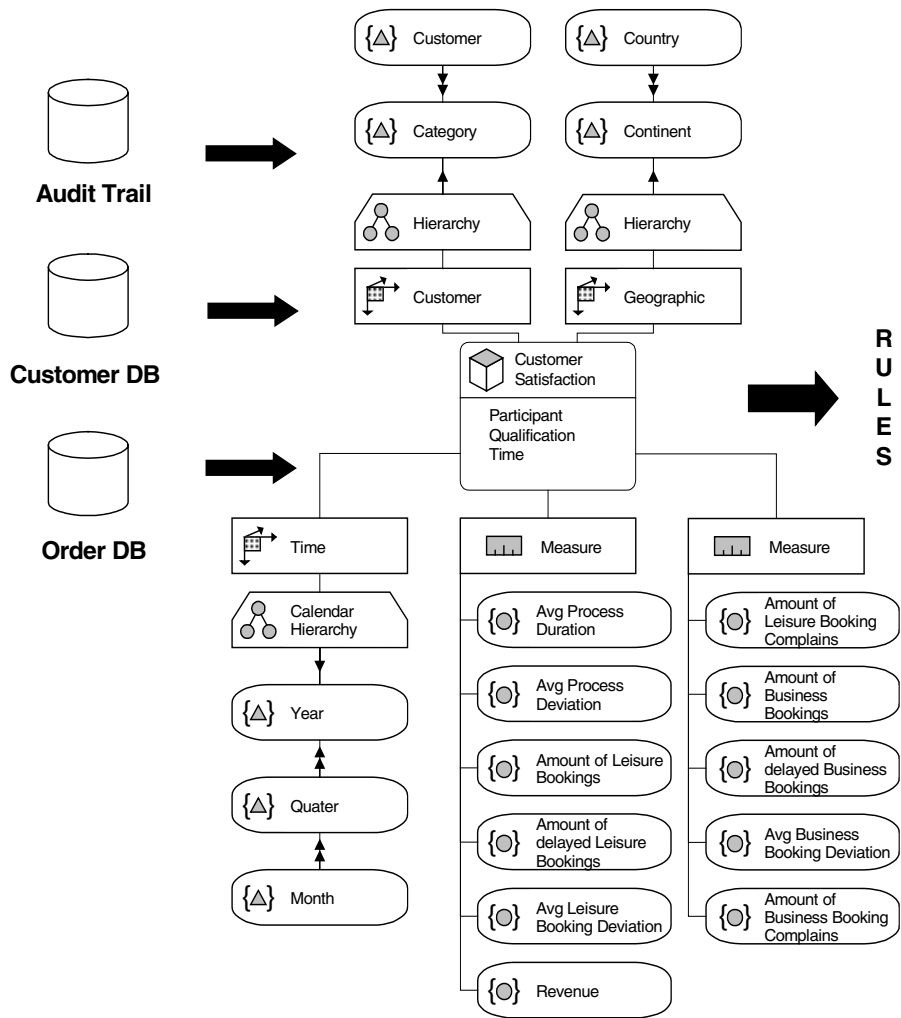 Customer
Country
Category
Continent
Audit Trail
Hierarchy
Hierarchy
Customer
Geographic
Customer DB
Customer
Satisfaction
Participant
Qualification
Time
R
U
L
E
S
Order DB
Time
Measure
Measure
Calendar
Hierarchy
Avg Process
Duration
Amount of
Leisure Booking
Complains
Year
Avg Process
Deviation
Amount of
Business
Bookings
Quater
Amount of Leisure
Bookings
Amount of
delayed Business
Bookings
Amount of
delayed Leisure
Bookings
Avg Business
Booking Deviation
Month
Avg Leisure
Booking Deviation
Amount of
Business Booking
Complains
Revenue